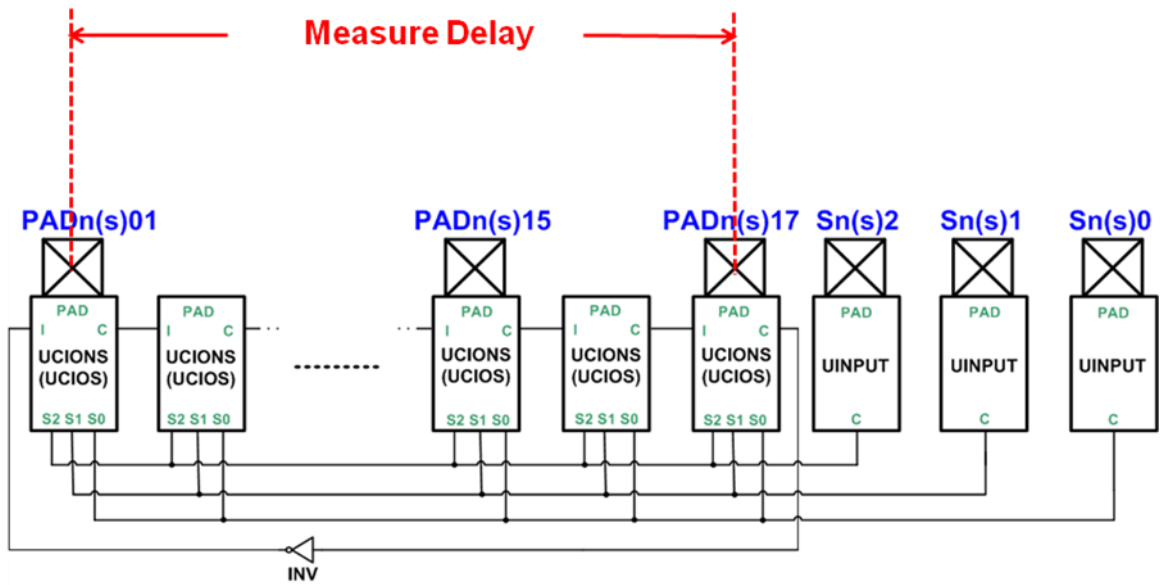 Measure Delay
PADn(s)01 PADn(s)15 PADn(s)17 Sn(s)2 Sn(s)1 Sn(s)0
PAD PAD PAD PAD PAD PAD PAD PAD
I C I C I C I C I C
UCIONS UCIONS UCIONS UCIONS UCIONS UINPUT UINPUT UINPUT
(UCIOS) (UCIOS) (UCIOS) (UCIOS) (UCIOS)
S2 S1 S0 S2 S1 S0 S2 S1 S0 S2 S1 S0 S2 S1 S0 C C C
INV